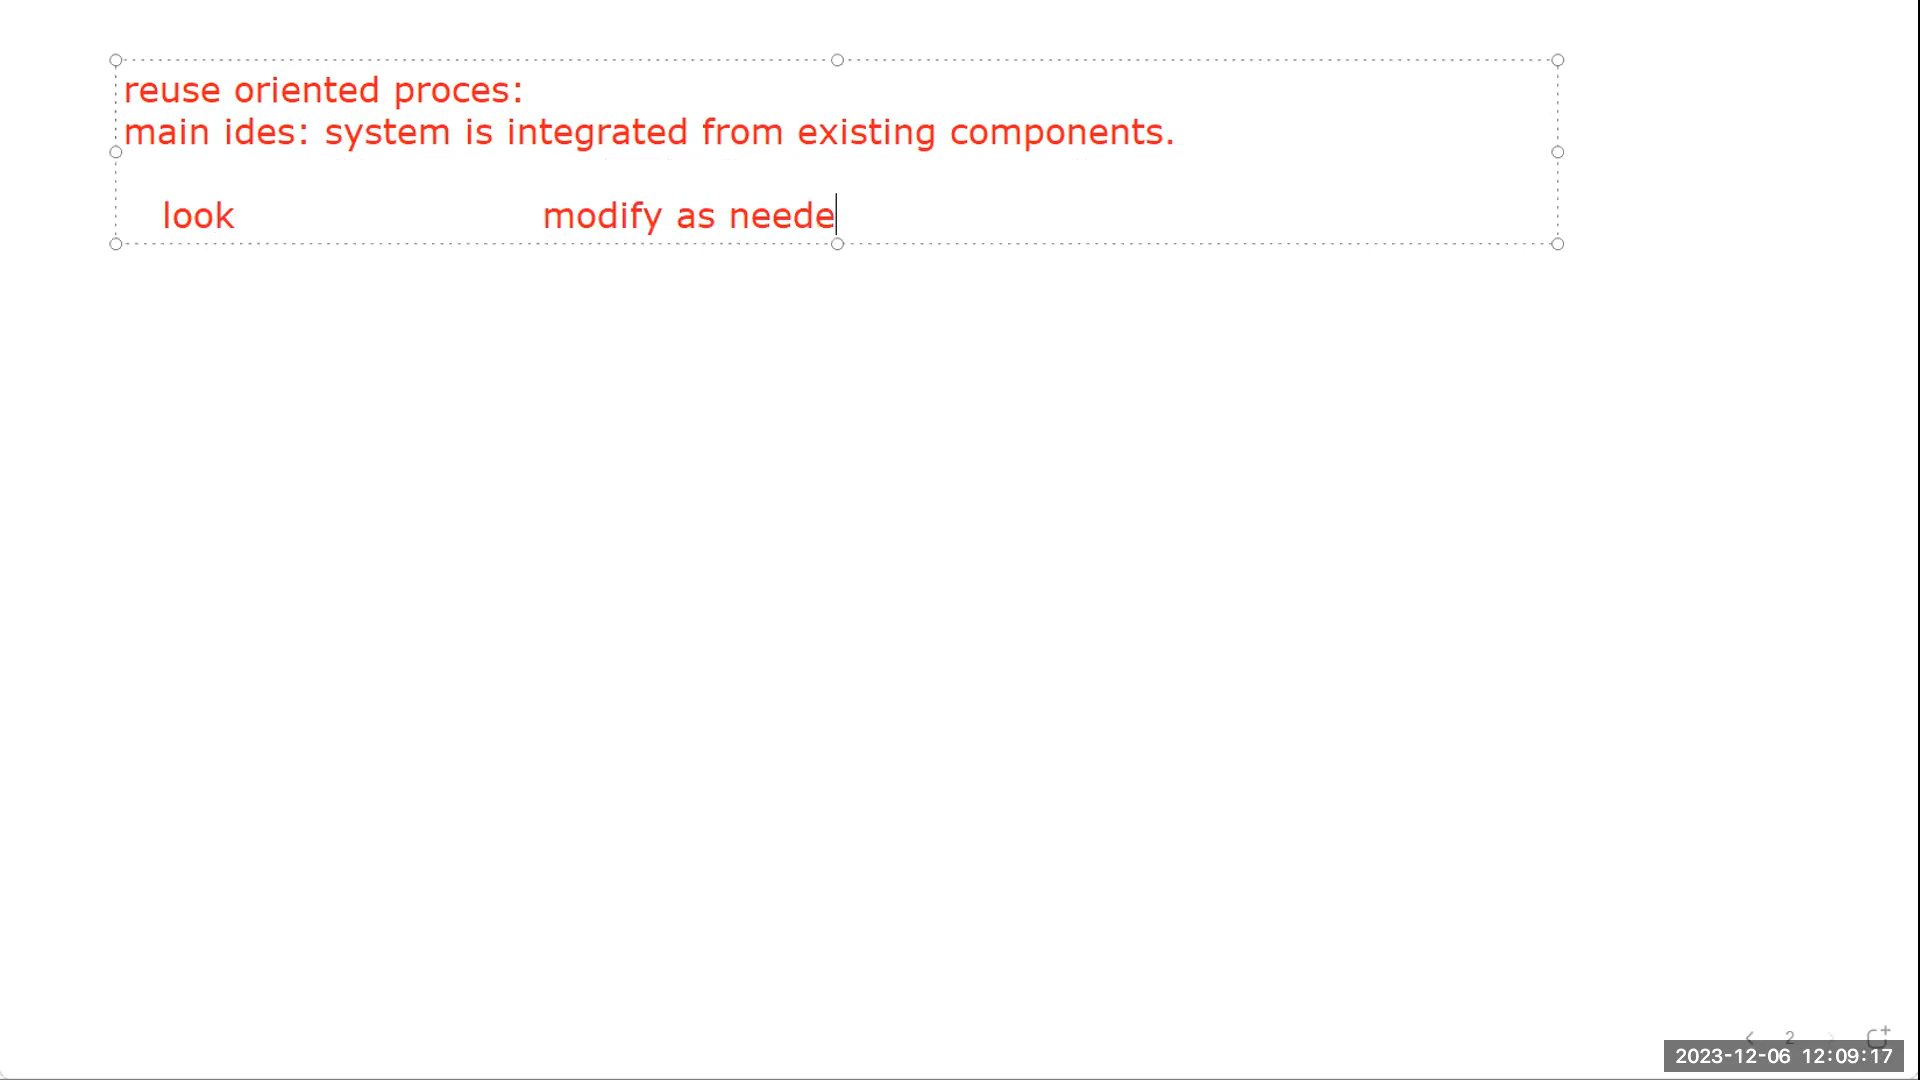 reuse oriented proces:
main ides: system is integrated from existing components.
look modify as neede
2
2023-12-06 12:09:17